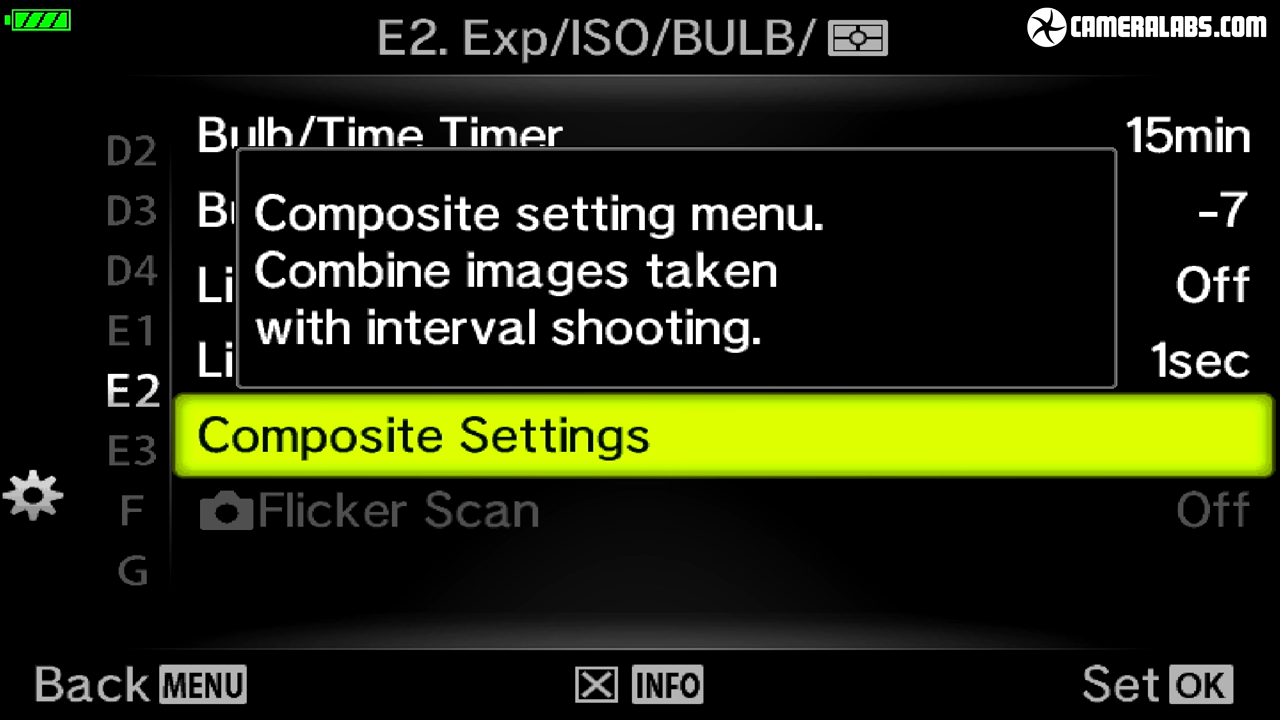 E2. Exp/ISO/BULB/
CAMERALABS.COM
D2
D3
D4
E1
E2
E3
F
G
Bulb/Time Timer 15min
-7
Composite setting menu.
Combine images taken
with interval shooting.
Off
1sec
Composite Settings
Flicker Scan Off
Back MENU
INFO
Set OK